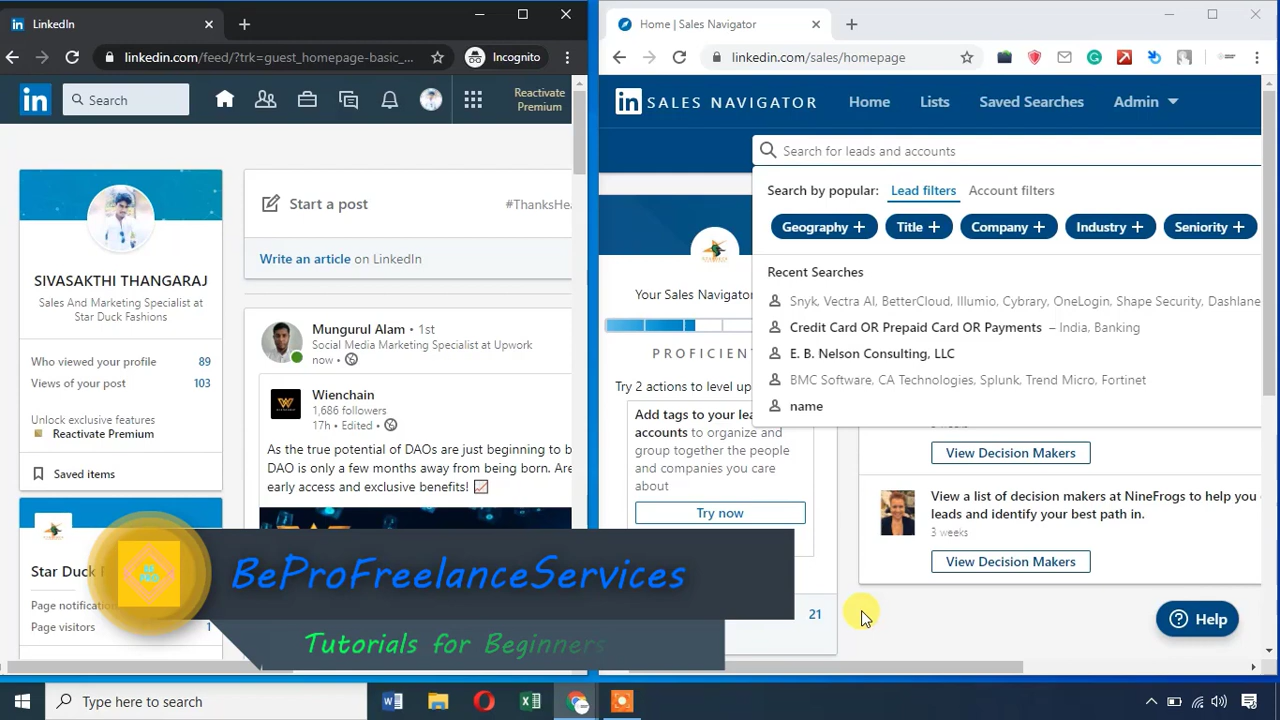 LinkedIn
linkedin.com/feed/?trk=guest_homepage-basic_...
Incognito
Search
Reactivate
Premium
SIVASAKTHI THANGARAJ
Sales And Marketing Specialist at
Star Duck Fashions
Who viewed your profile 89
Views of your post 103
Unlock exclusive features
Reactivate Premium
Saved items
Page notificatio
Page visitors 1
Start a post
#ThanksHea
Write an article on LinkedIn
Mungurul Alam • 1st
Social Media Marketing Specialist at Upwork
now •
Wienchain
1,686 followers
17h • Edited •
As the true potential of DAOs are just beginning to b
DAO is only a few months away from being born. Are
early access and exclusive benefits!
Home | Sales Navigator
linkedin.com/sales/homepage
SALES NAVIGATOR
Home Lists Saved Searches Admin
Search for leads and accounts
Search by popular: Lead filters Account filters
Geography + Title + Company + Industry + Seniority +
Recent Searches
Snyk, Vectra AI, BetterCloud, Illumio, Cybrary, OneLogin, Shape Security, Dashlane
Credit Card OR Prepaid Card OR Payments – India, Banking
E. B. Nelson Consulting, LLC
BMC Software, CA Technologies, Splunk, Trend Micro, Fortinet
name
Your Sales Navigator
PROFICIEN
Try 2 actions to level up
Add tags to your lea
accounts to organize and
group together the people
and companies you care
about
Try now
21
View Decision Makers
View a list of decision makers at NineFrogs to help you
leads and identify your best path in.
3 weeks
View Decision Makers
Help
Star Duck F
BeProFreelanceServices
Tutorials for Beginners
Type here to search